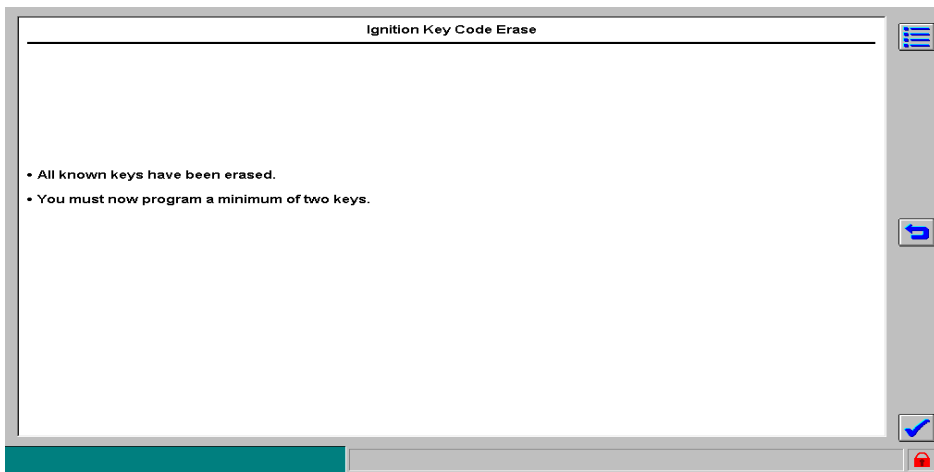 Ignition Key Code Erase
• All known keys have been erased.
• You must now program a minimum of two keys.